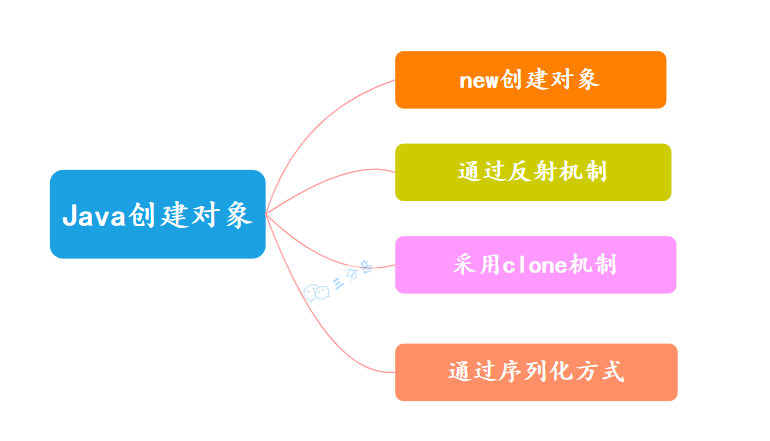 new创建对象
通过反射机制
Java创建对象
采用clone机制
三分恶
通过序列化方式